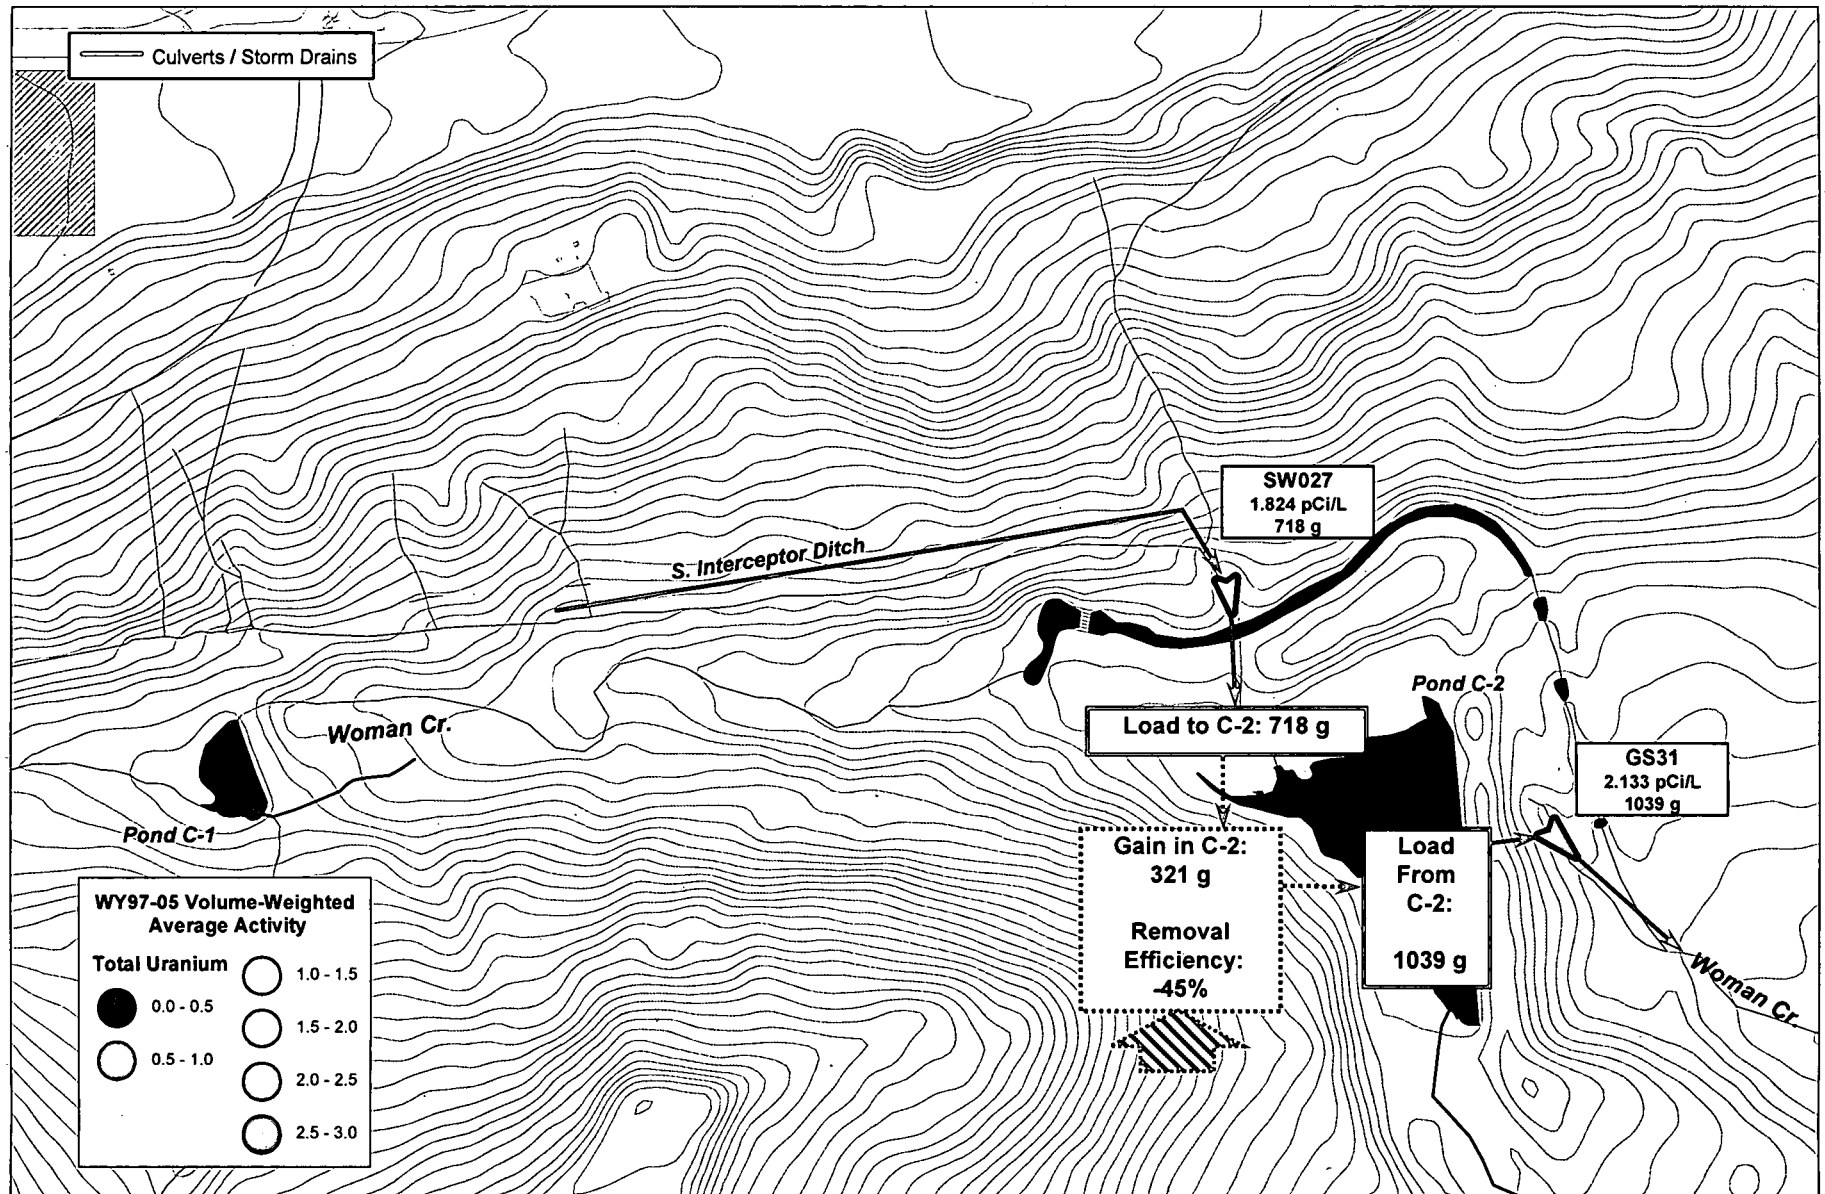 Culverts / Storm Drains
SW027
1.824 pCi/L
718 g
S. Interceptor Ditch
Pond C-2
Load to C-2: 718 g
Woman Cr.
GS31
2.133 pCi/L
1039 g
Pond C-1
Gain in C-2:
321 g
Removal
Efficiency:
-45%
Load
From
C-2:
1039 g
Woman Cr.
WY97-05 Volume-Weighted
Average Activity
Total Uranium
0.0 - 0.5
0.5 - 1.0
1.0 - 1.5
1.5 - 2.0
2.0 - 2.5
2.5 - 3.0